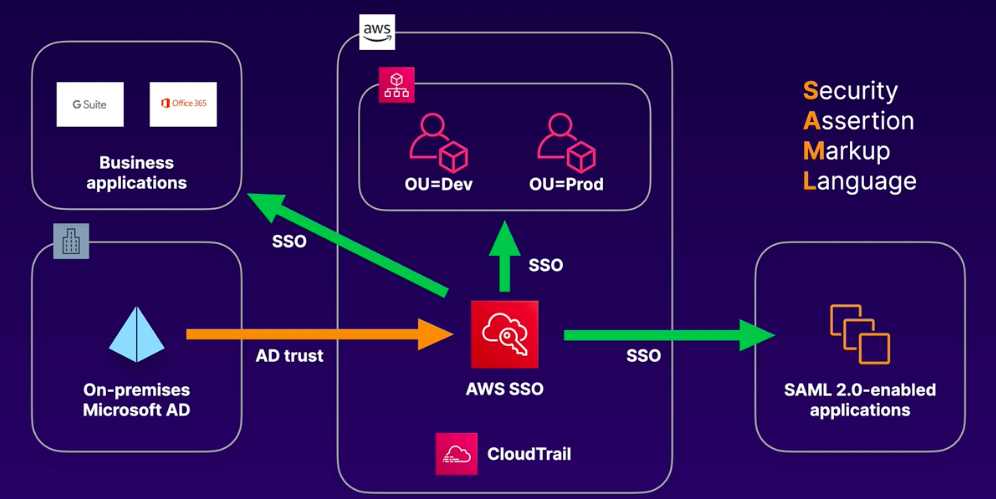 aws
G Suite
Office 365
Business
applications
OU=Dev
OU=Prod
Security
Assertion
Markup
Language
SSO
SSO
AD trust
SSO
On-premises
Microsoft AD
AWS SSO
SAML 2.0-enabled
applications
CloudTrail